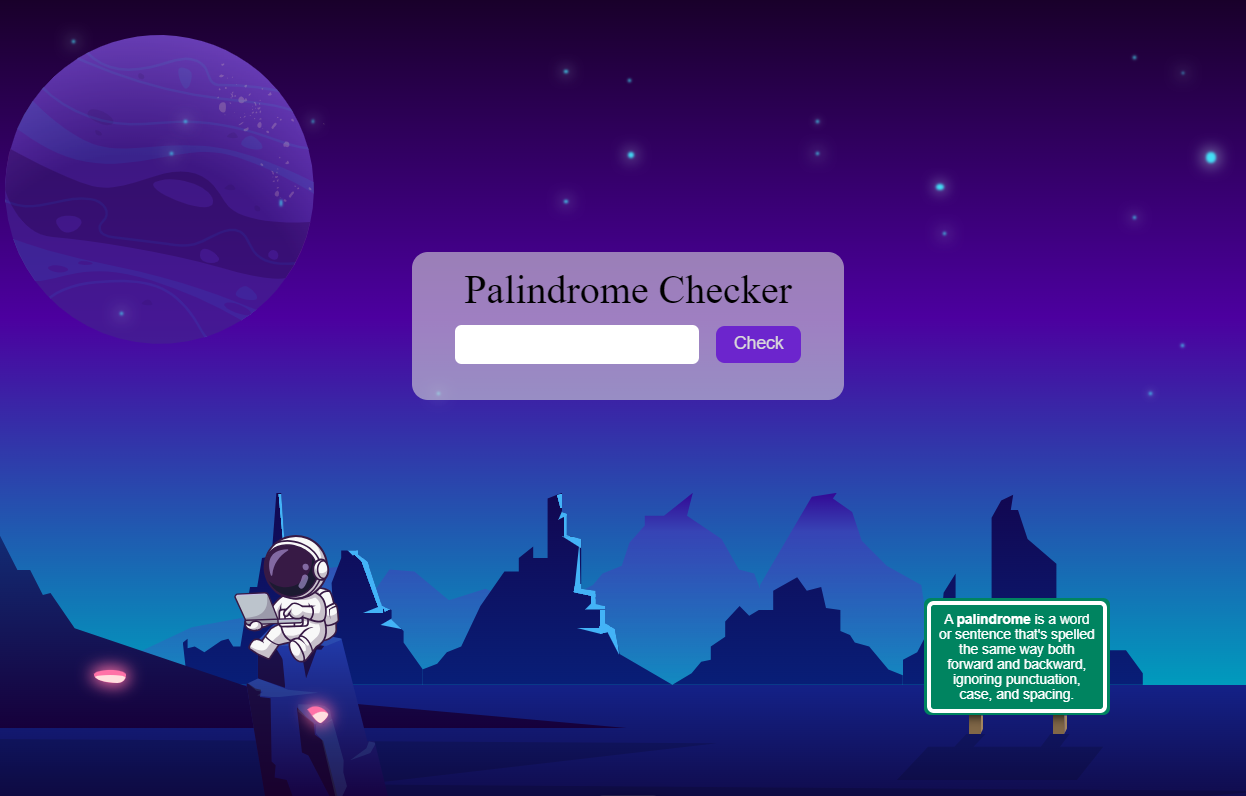 Palindrome Checker
Check
A palindrome is a word
or sentence that's spelled
the same way both
forward and backward,
ignoring punctuation,
case, and spacing.